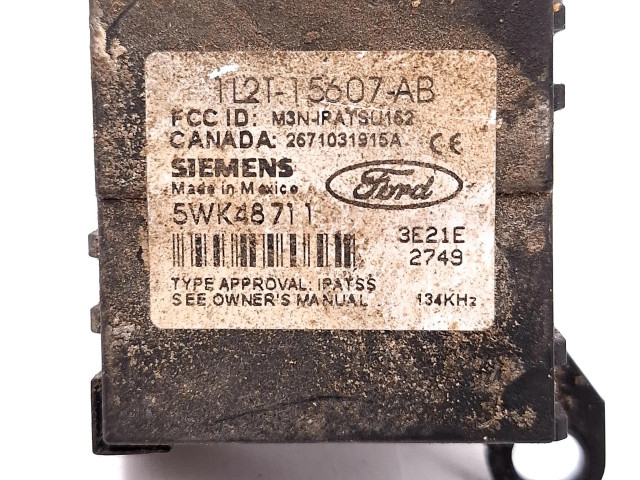 1L2T-15607-AB
FCC ID: M3N-IPATSU162
CANADA: 2671031915A CE
SIEMENS
Made in Mexico
Ford
5WK48711
3E21E
2749
TYPE APPROVAL: IPATSS
SEE OWNER'S MANUAL 134KHz